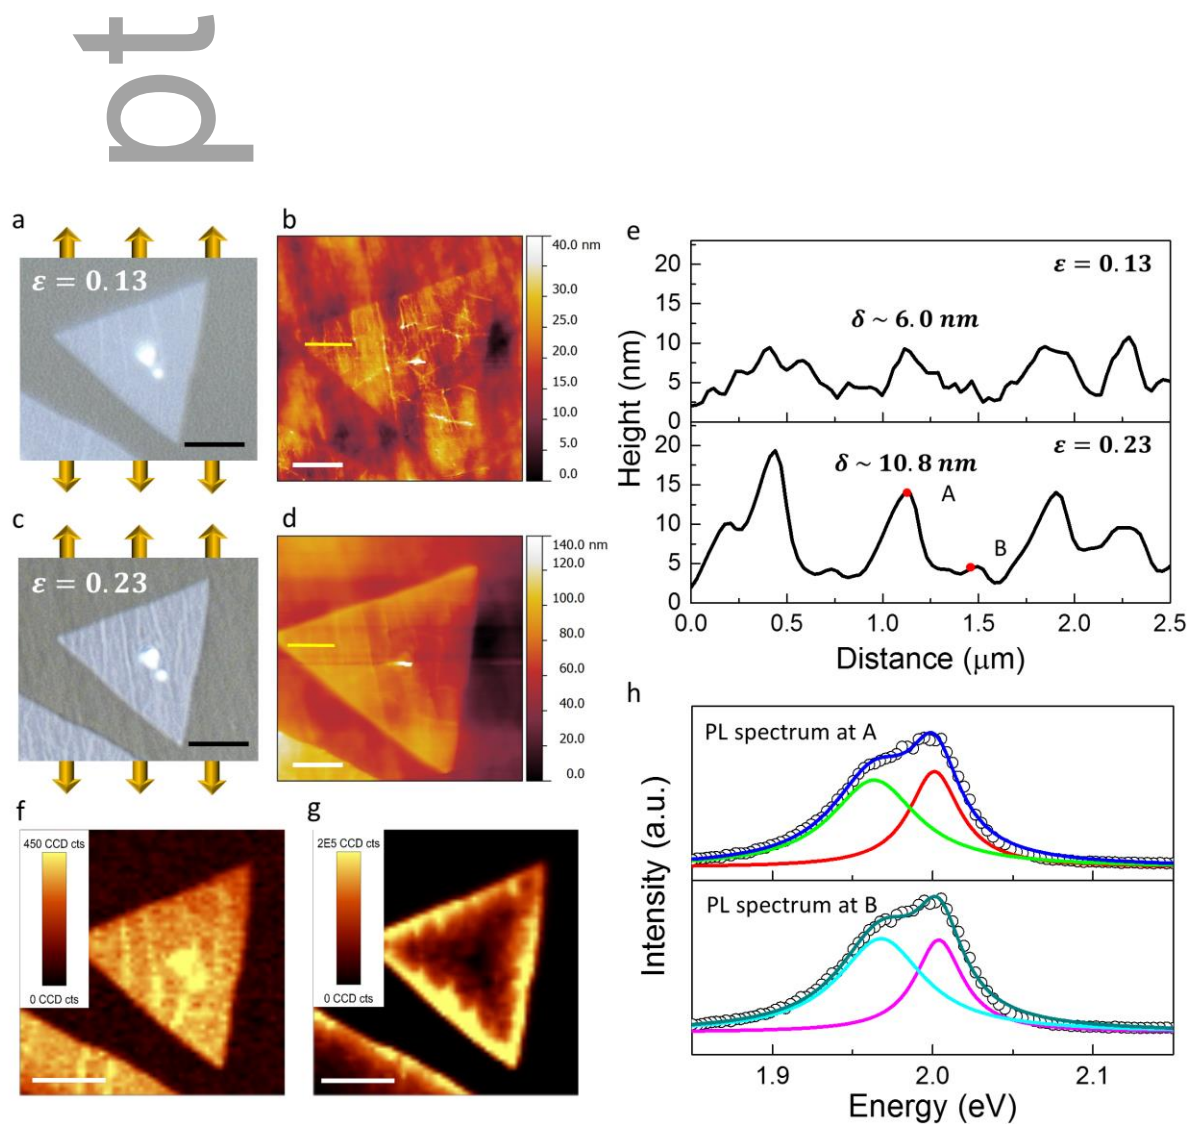 pt
a
ε = 0.13
b
40.0 nm
35.0
30.0
25.0
20.0
15.0
10.0
5.0
0.0
c
ε = 0.23
d
140.0 nm
120.0
100.0
80.0
60.0
40.0
20.0
0.0
e
ε = 0.13
δ ~ 6.0 nm
20
15
10
5
0
ε = 0.23
δ ~ 10.8 nm
A
B
20
15
10
5
0
Height (nm)
0.0 0.5 1.0 1.5 2.0 2.5
Distance (μm)
f
450 CCD cts
0 CCD cts
g
2E5 CCD cts
0 CCD cts
h
PL spectrum at A
PL spectrum at B
Intensity (a.u.)
1.9 2.0 2.1
Energy (eV)